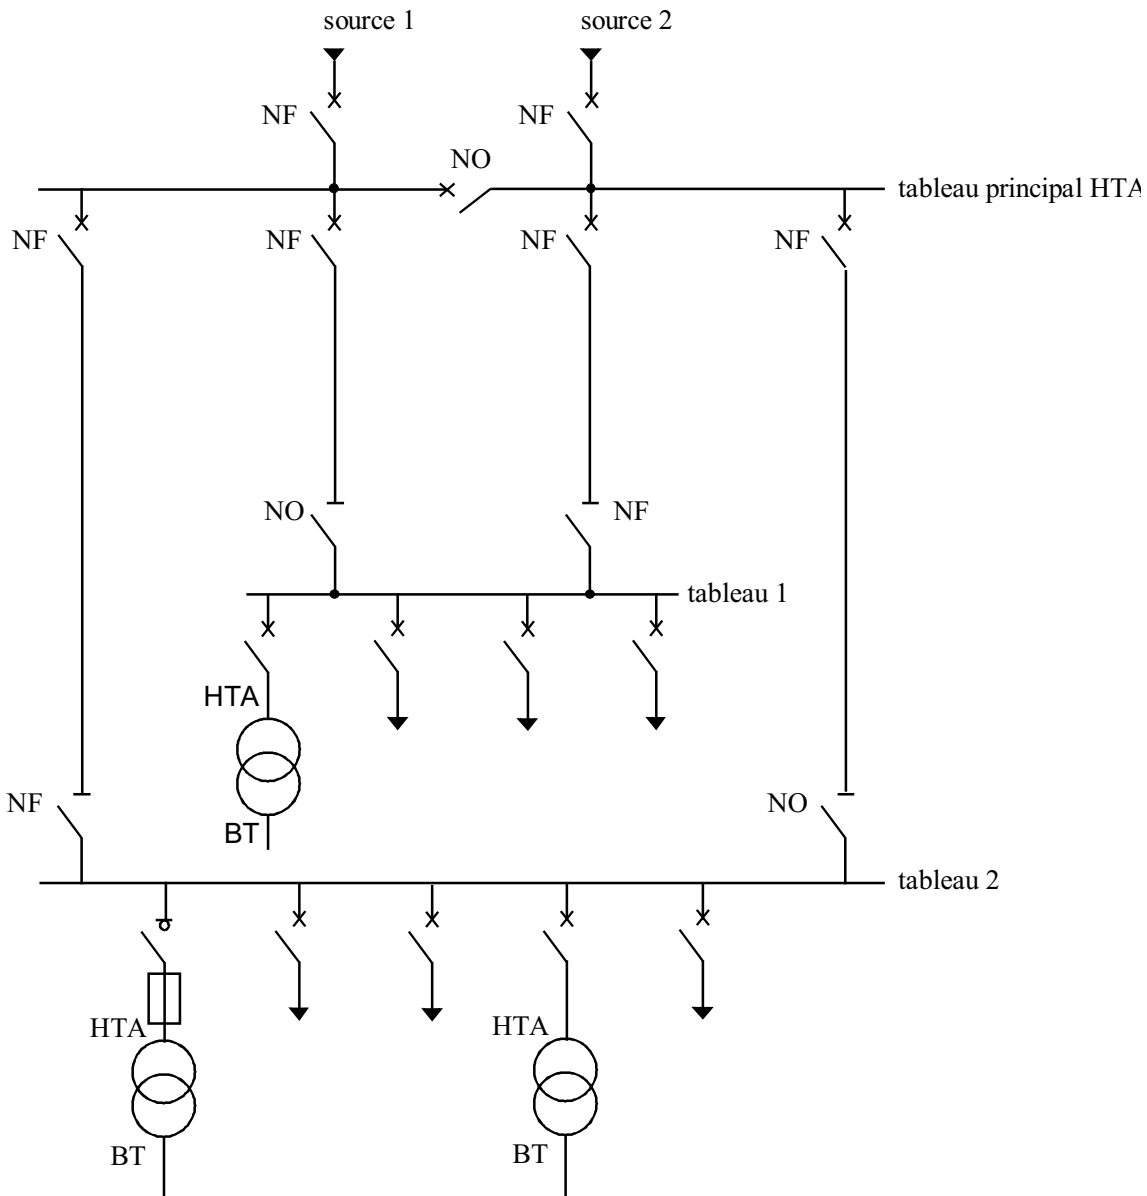 source 1
source 2
NF
NF
NO
tableau principal HTA
NF
NF
NF
NF
NO
NF
tableau 1
HTA
NF
NO
BT
tableau 2
HTA
HTA
BT
BT